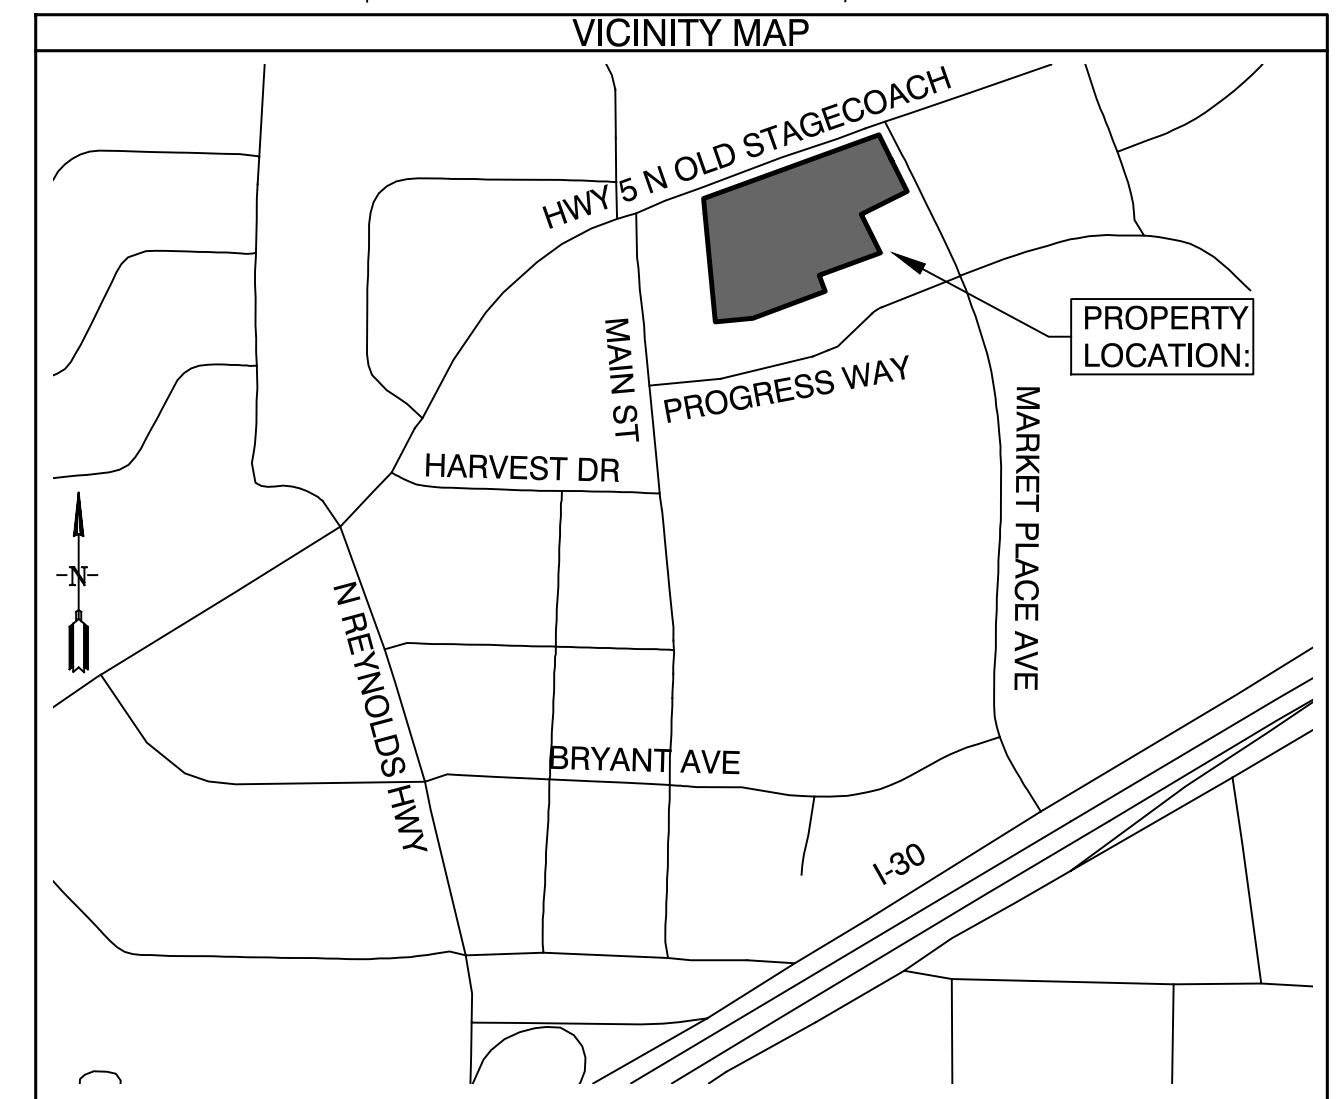 VICINITY MAP
HWY 5 N OLD STAGECOACH
PROPERTY
LOCATION:
MAIN ST
PROGRESS WAY
MARKET PLACE AVE
HARVEST DR
-N-
N REYNOLDS HWY
BRYANT AVE
I-30